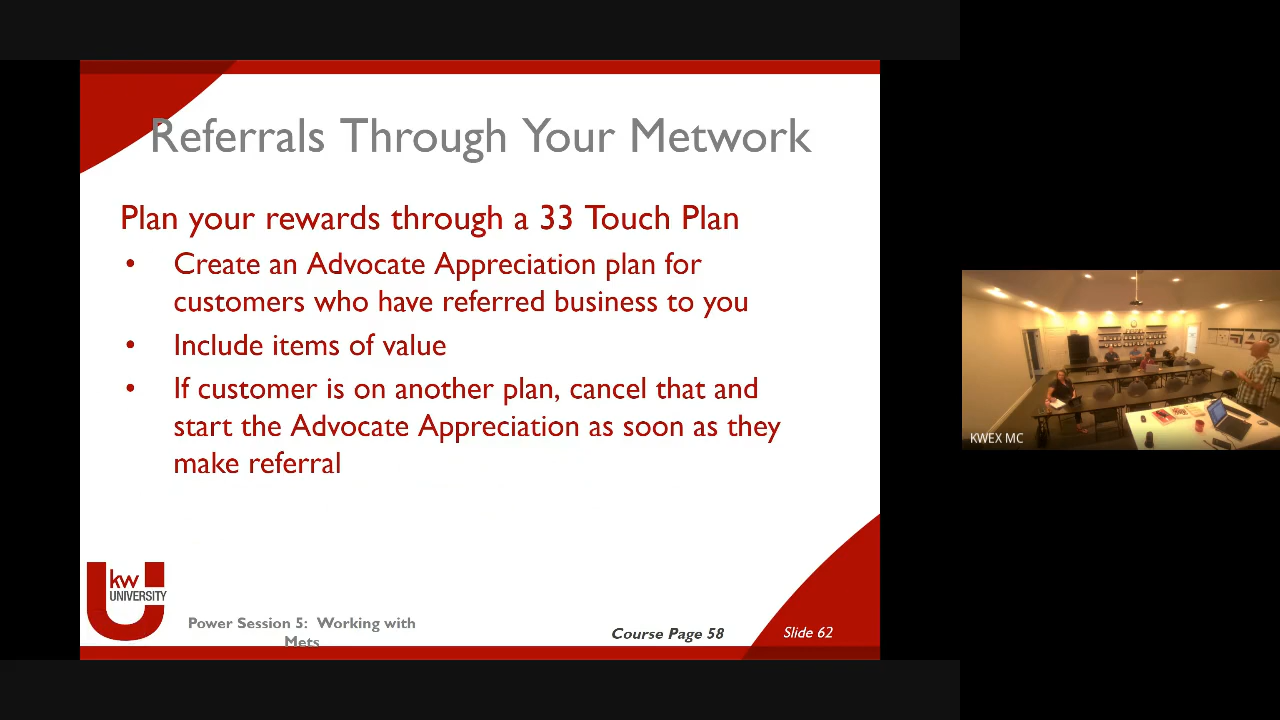 Referrals Through Your Metwork
Plan your rewards through a 33 Touch Plan
• Create an Advocate Appreciation plan for
customers who have referred business to you
• Include items of value
• If customer is on another plan, cancel that and
start the Advocate Appreciation as soon as they
make referral
kw
UNIVERSITY
Power Session 5: Working with
Mets
Course Page 58
Slide 62
KWEX MC